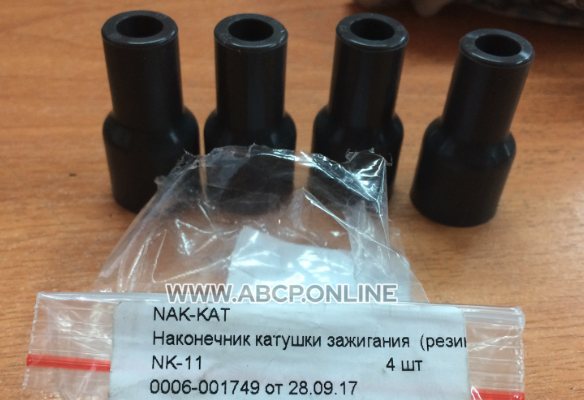 WWW.ABCP.ONLINE
NAK-KAT
Наконечник катушки зажигания (рези
NK-11 4 шт
0006-001749 от 28.09.17